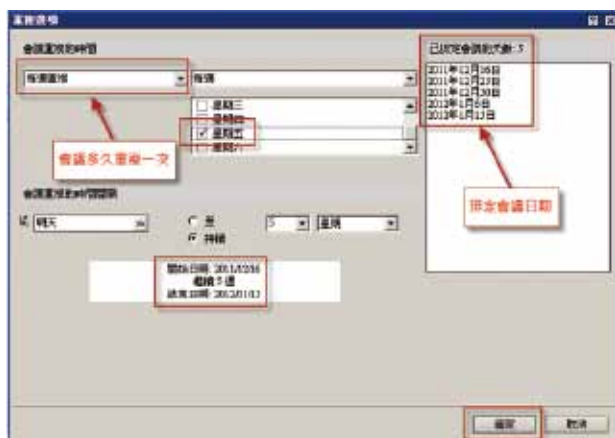 重複選項
會議重複的時間
每週重複
每週
星期三
星期四
星期五
星期六
會議多久重複一次
會議重複的時間間隔
從 明天
至
持續
5
星期
開始日期: 2011/12/16
繼續 5 週
結束日期: 2012/01/13
已排定會議的天數: 5
2011年12月16日
2011年12月23日
2011年12月30日
2012年1月6日
2012年1月13日
排定會議日期
確定
取消